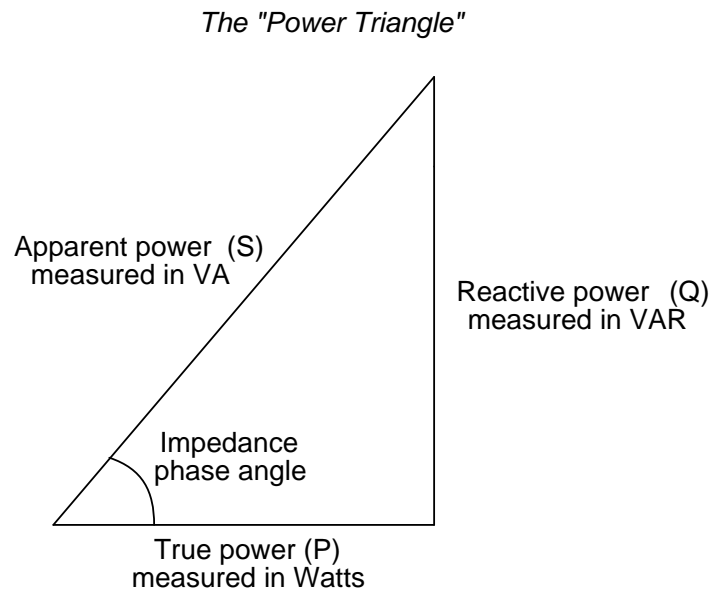 The "Power Triangle"
Apparent power (S)
measured in VA
Reactive power (Q)
measured in VAR
Impedance
phase angle
True power (P)
measured in Watts